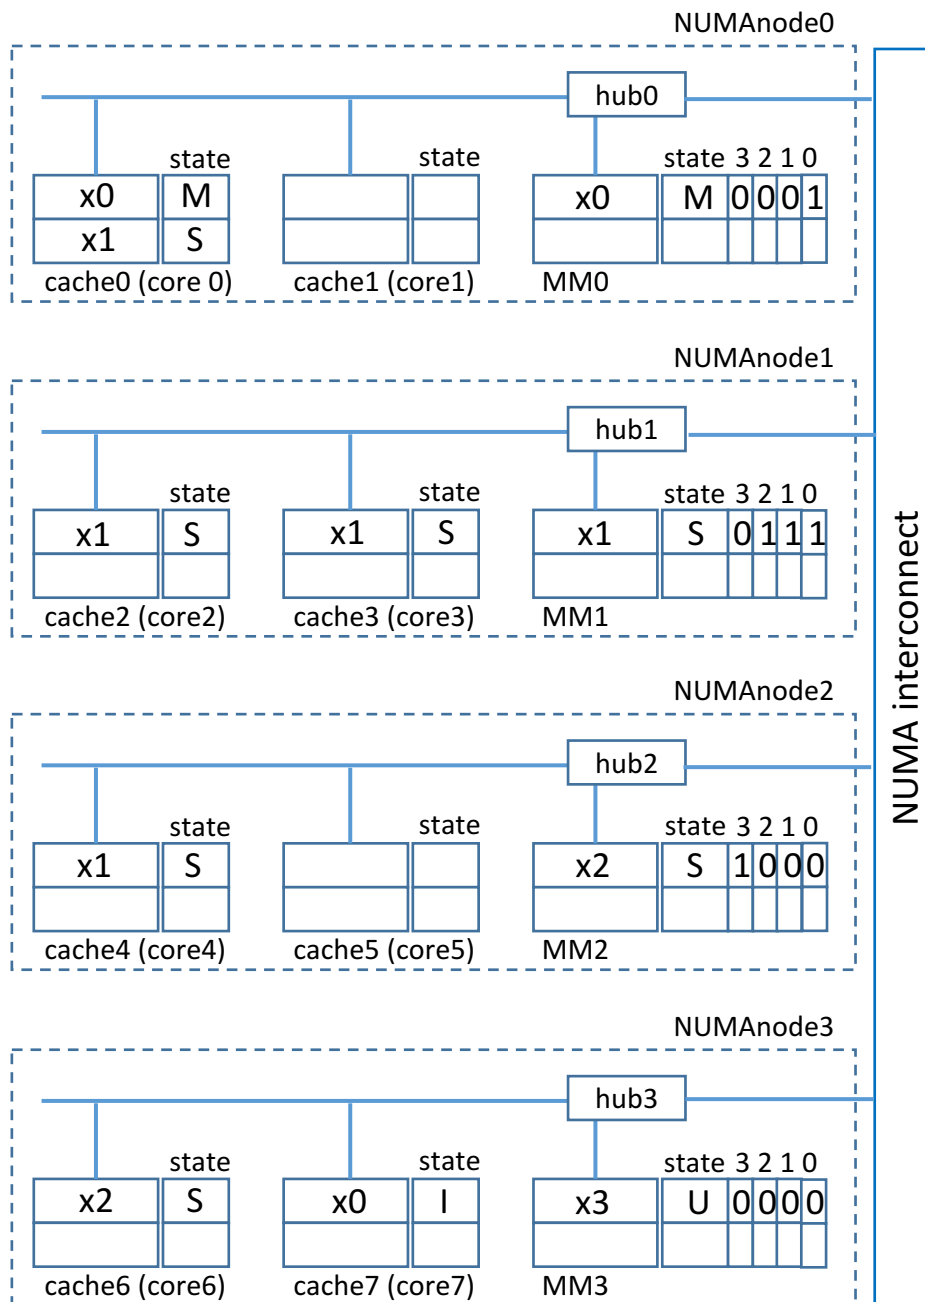 NUMAnode0
hub0
state state state 3 2 1 0
x0 M x0 M 0 0 0 1
x1 S
cache0 (core 0) cache1 (core1) MM0
NUMAnode1
hub1
state state state 3 2 1 0
x1 S x1 S x1 S 0 1 1 1
cache2 (core2) cache3 (core3) MM1
NUMAnode2
hub2
state state state 3 2 1 0
x1 S x2 S 1 0 0 0
cache4 (core4) cache5 (core5) MM2
NUMAnode3
hub3
state state state 3 2 1 0
x2 S x0 I x3 U 0 0 0 0
cache6 (core6) cache7 (core7) MM3
NUMA interconnect